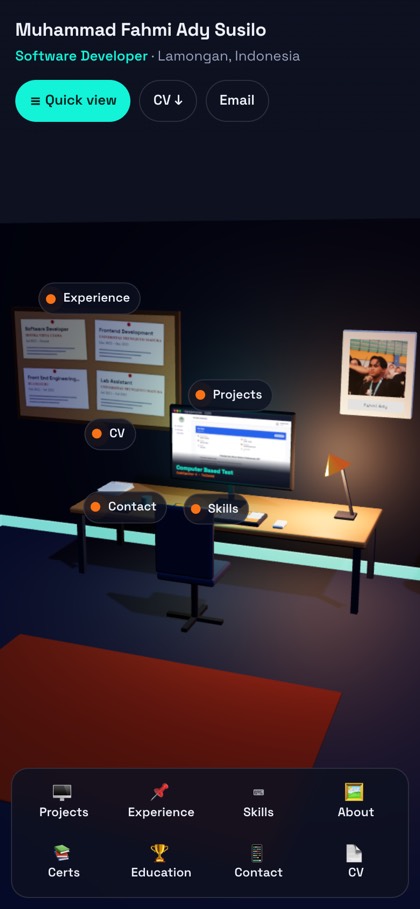 Muhammad Fahmi Ady Susilo
Software Developer · Lamongan, Indonesia
≡ Quick view
CV ↓
Email
Experience
Software Developer
Frontend Development
Front End Engineering...
Lab Assistant
Projects
CV
Computer Based Test
Fahmi Ady
Contact
Skills
Projects
Experience
Skills
About
Certs
Education
Contact
CV